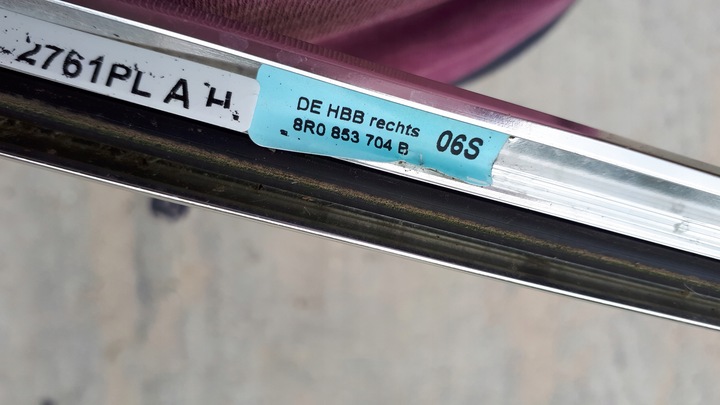 2761PL A H
DE HBB rechts
8R0 853 704 B
06S